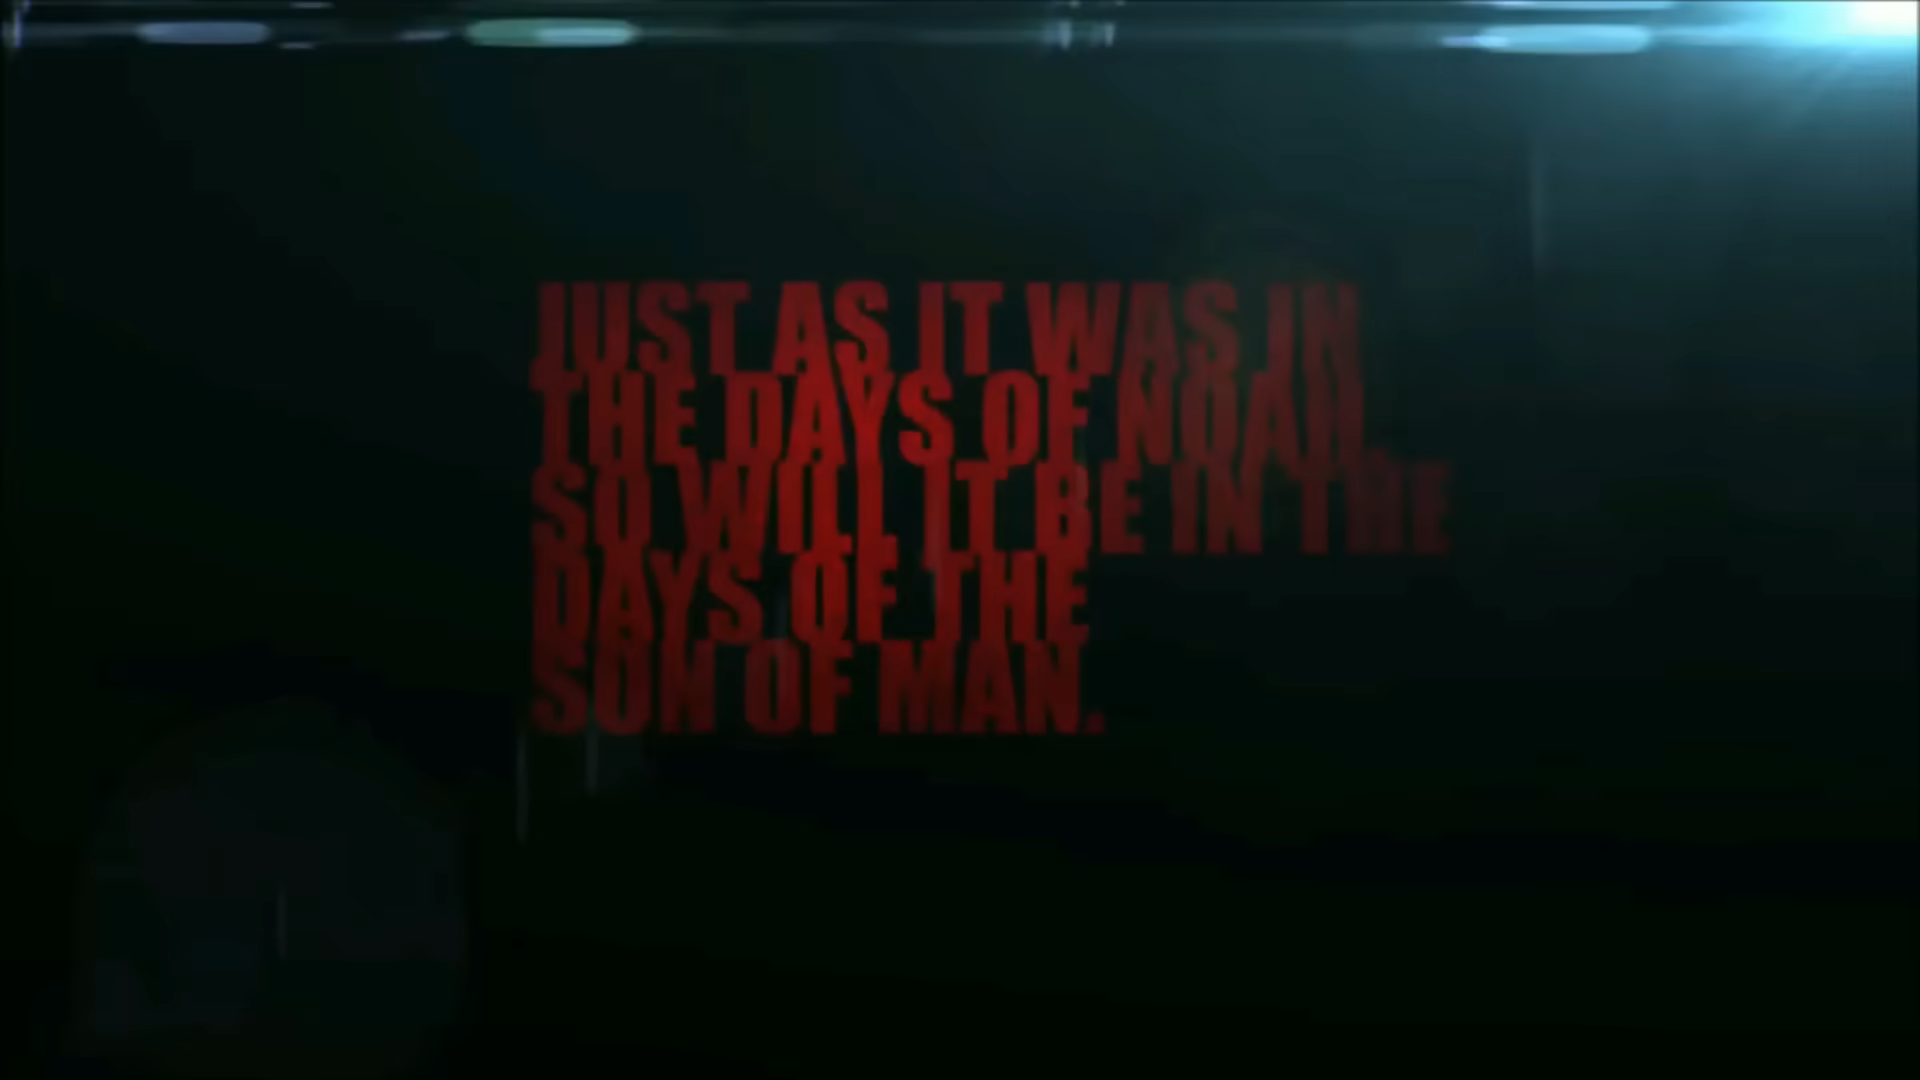 JUST AS IT WAS IN
THE DAYS OF NOAH
SO WILL IT BE IN THE
DAYS OF THE
SON OF MAN.